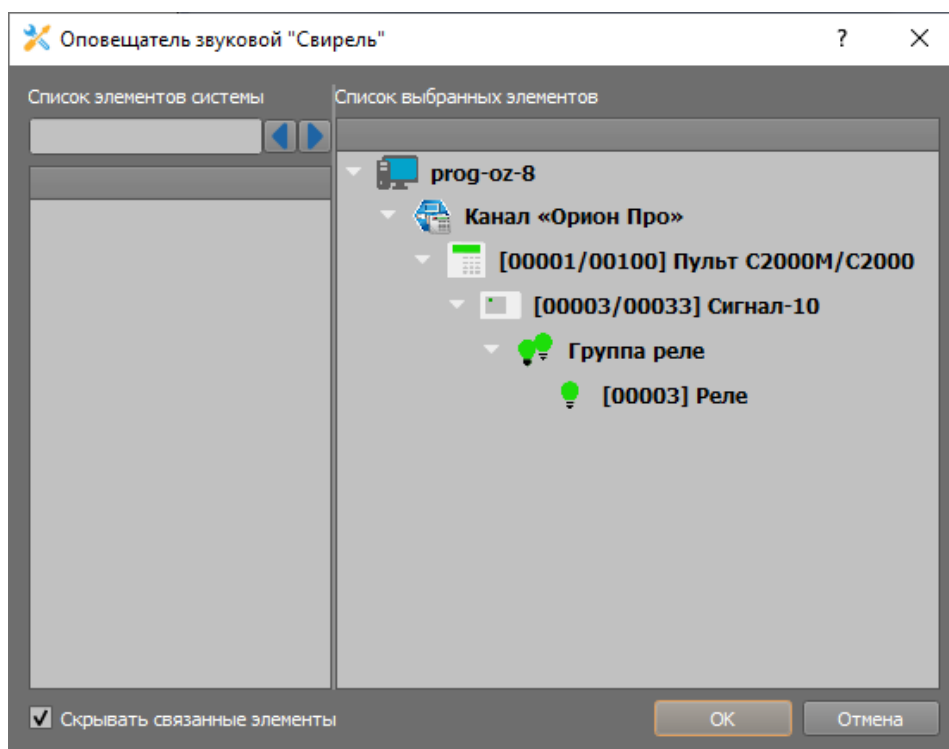 Оповещатель звуковой "Свирель"
?
Список элементов системы
Список выбранных элементов
prog-oz-8
Канал «Орион Про»
[00001/00100] Пульт С2000М/С2000
[00003/00033] Сигнал-10
Группа реле
[00003] Реле
Скрывать связанные элементы
OK
Отмена